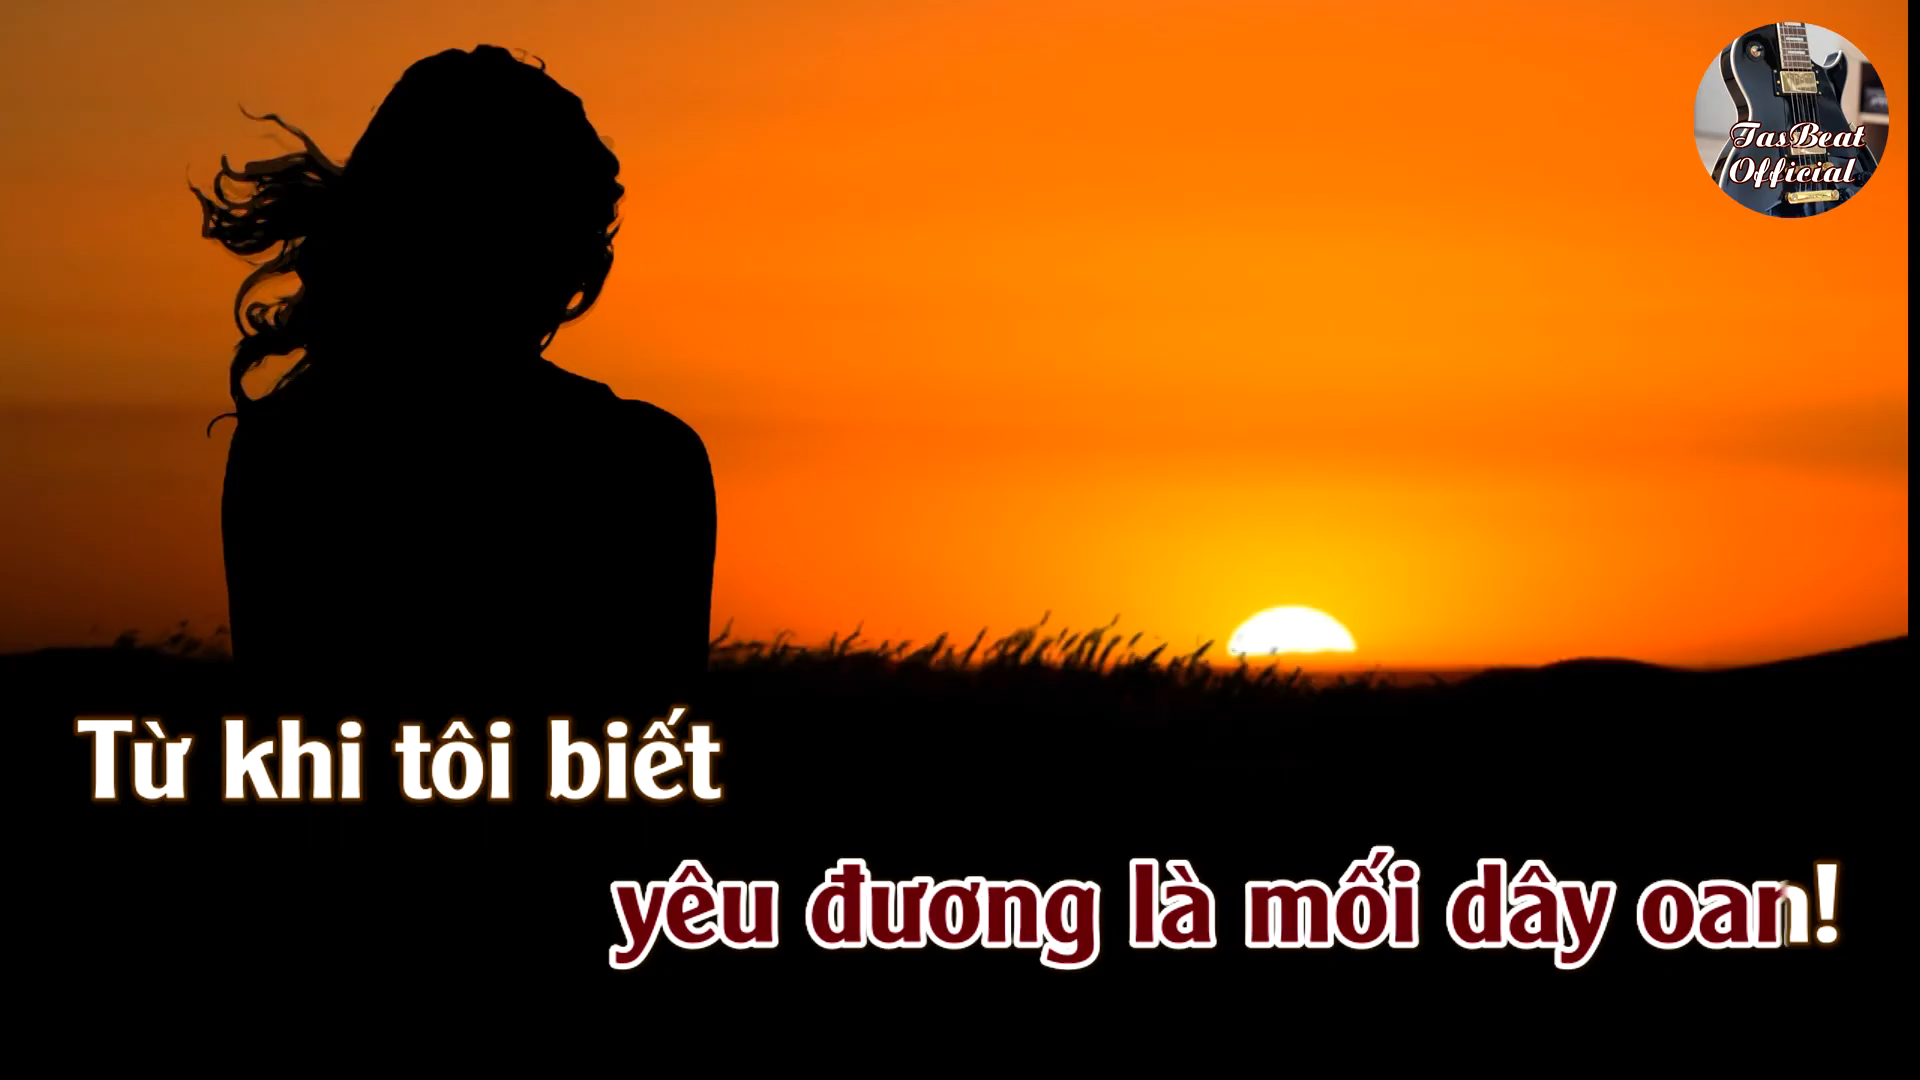 TasBeat
Official
Từ khi tôi biết
yêu đương là mối dây oan!